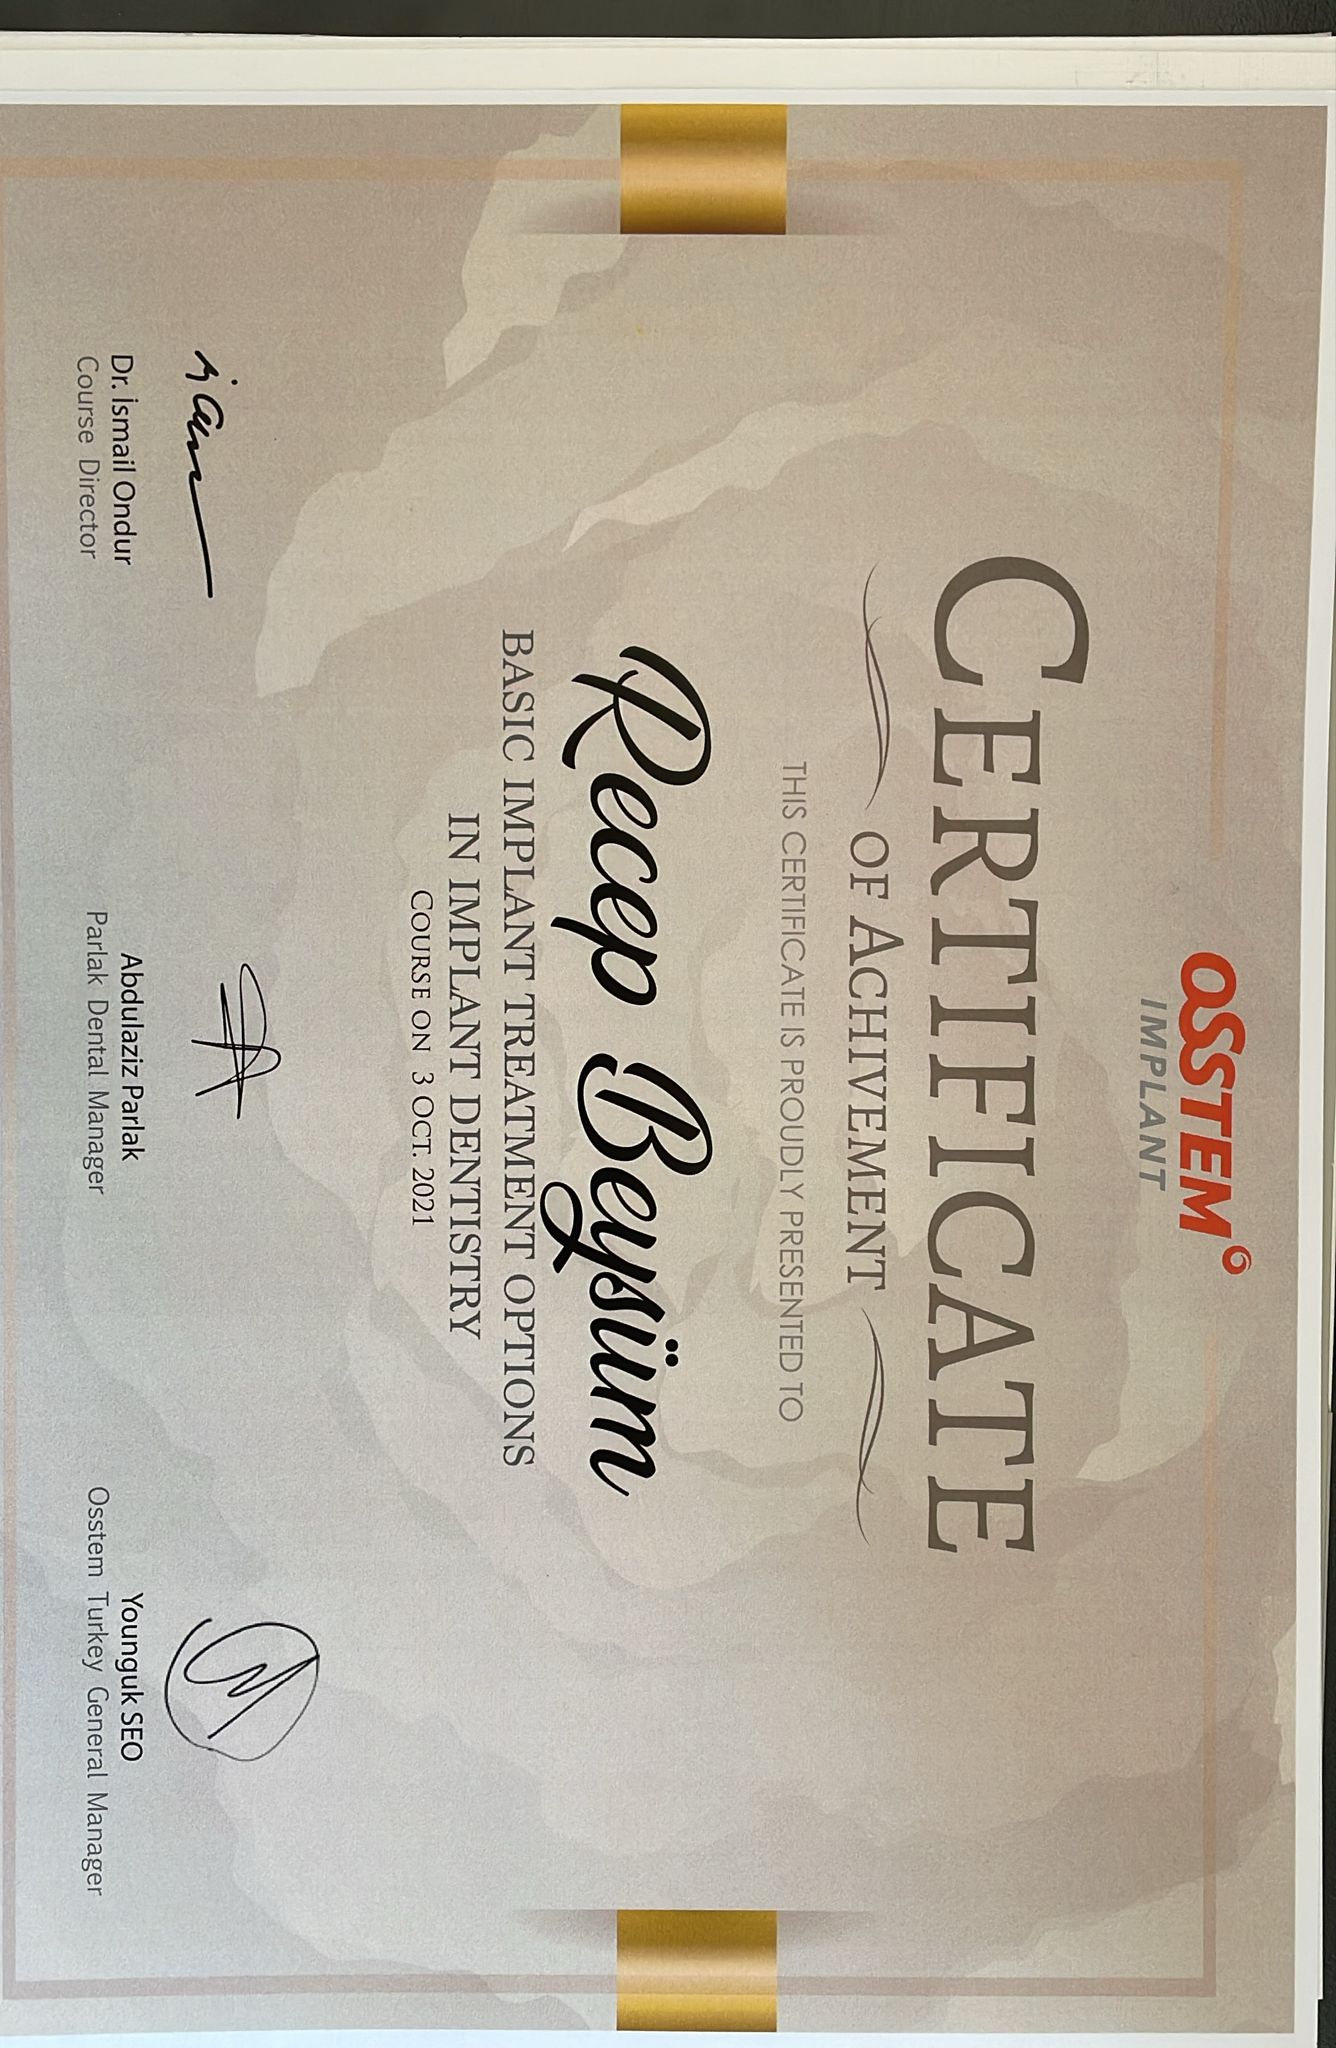 OSSTEM
IMPLANT
CERTIFICATE
OF ACHIVEMENT
THIS CERTIFICATE IS PROUDLY PRESENTED TO
Recep Beysüm
BASIC IMPLANT TREATMENT OPTIONS
IN IMPLANT DENTISTRY
COURSE ON 3 OCT. 2021
Dr. İsmail Ondur
Course Director
Abdulaziz Parlak
Parlak Dental Manager
Younguk SEO
Osstem Turkey General Manager